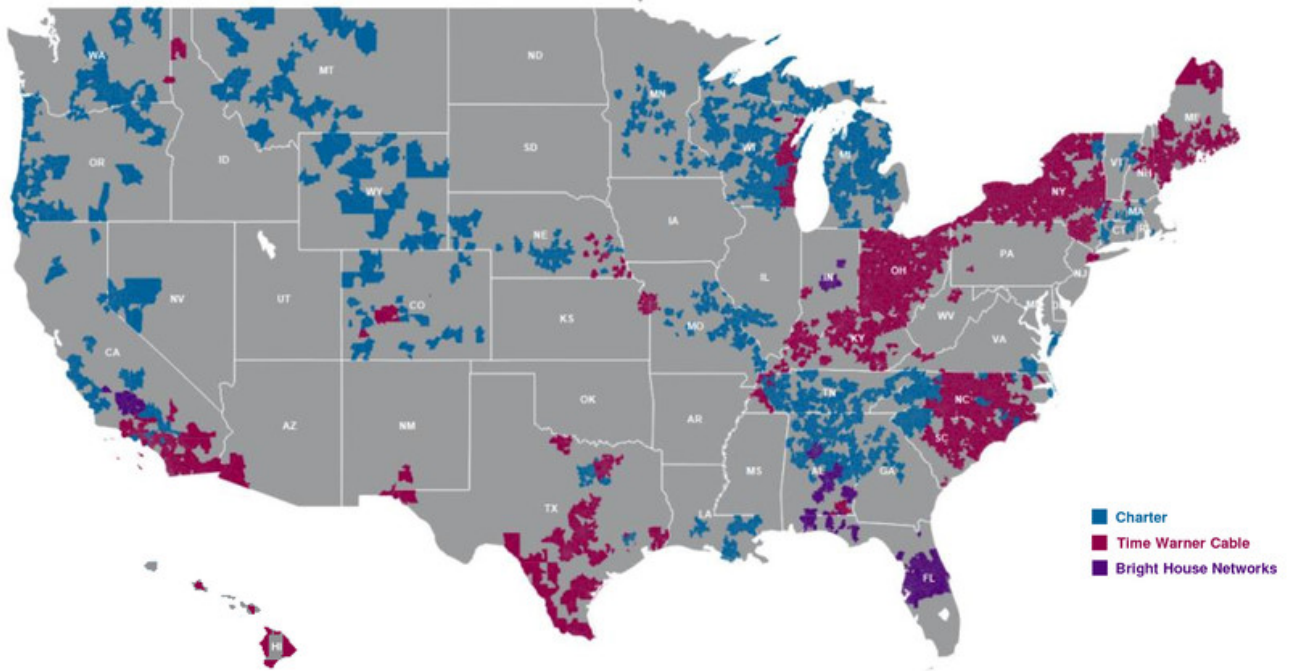 WA
MT
ND
MN
ME
OR
ID
SD
WI
MI
VT
NH
WY
NY
MA
CT
IA
NE
PA
NJ
OH
NV
UT
CO
IL
IN
KS
MO
WV
VA
KY
CA
OK
TN
NC
AZ
NM
AR
SC
MS
GA
TX
LA
Charter
Time Warner Cable
Bright House Networks
FL
HI